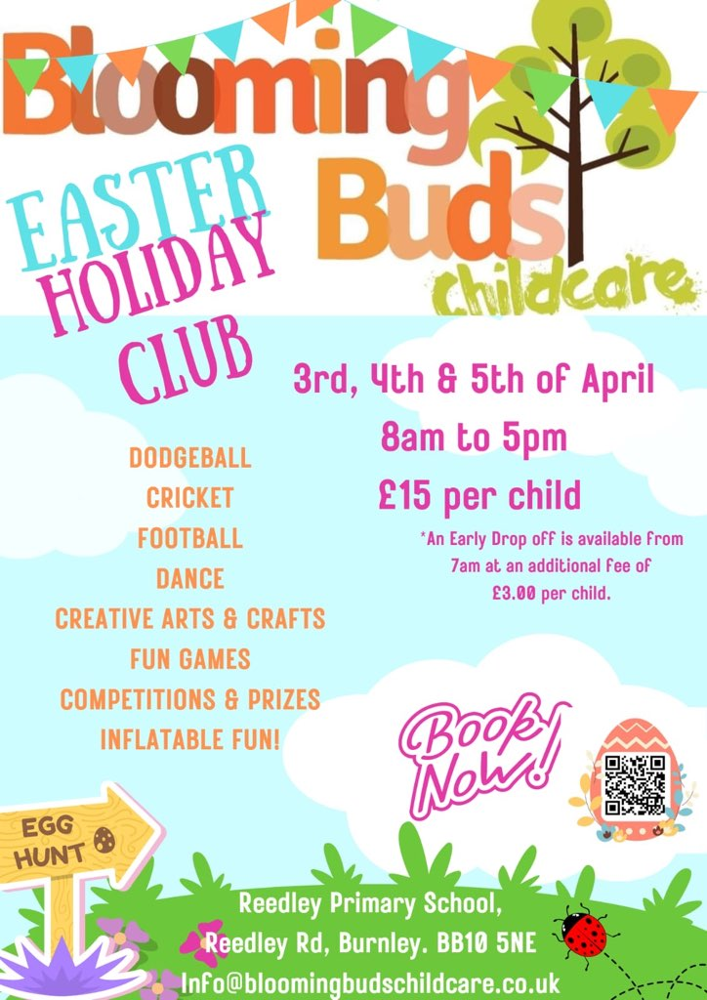 Blooming
Buds
childcare
EASTER
HOLIDAY
CLUB
3rd, 4th & 5th of April
8am to 5pm
£15 per child
*An Early Drop off is available from
7am at an additional fee of
£3.00 per child.
DODGEBALL
CRICKET
FOOTBALL
DANCE
CREATIVE ARTS & CRAFTS
FUN GAMES
COMPETITIONS & PRIZES
INFLATABLE FUN!
Book
Now!
EGG
HUNT
Reedley Primary School,
Reedley Rd, Burnley. BB10 5NE
Info@bloomingbudschildcare.co.uk